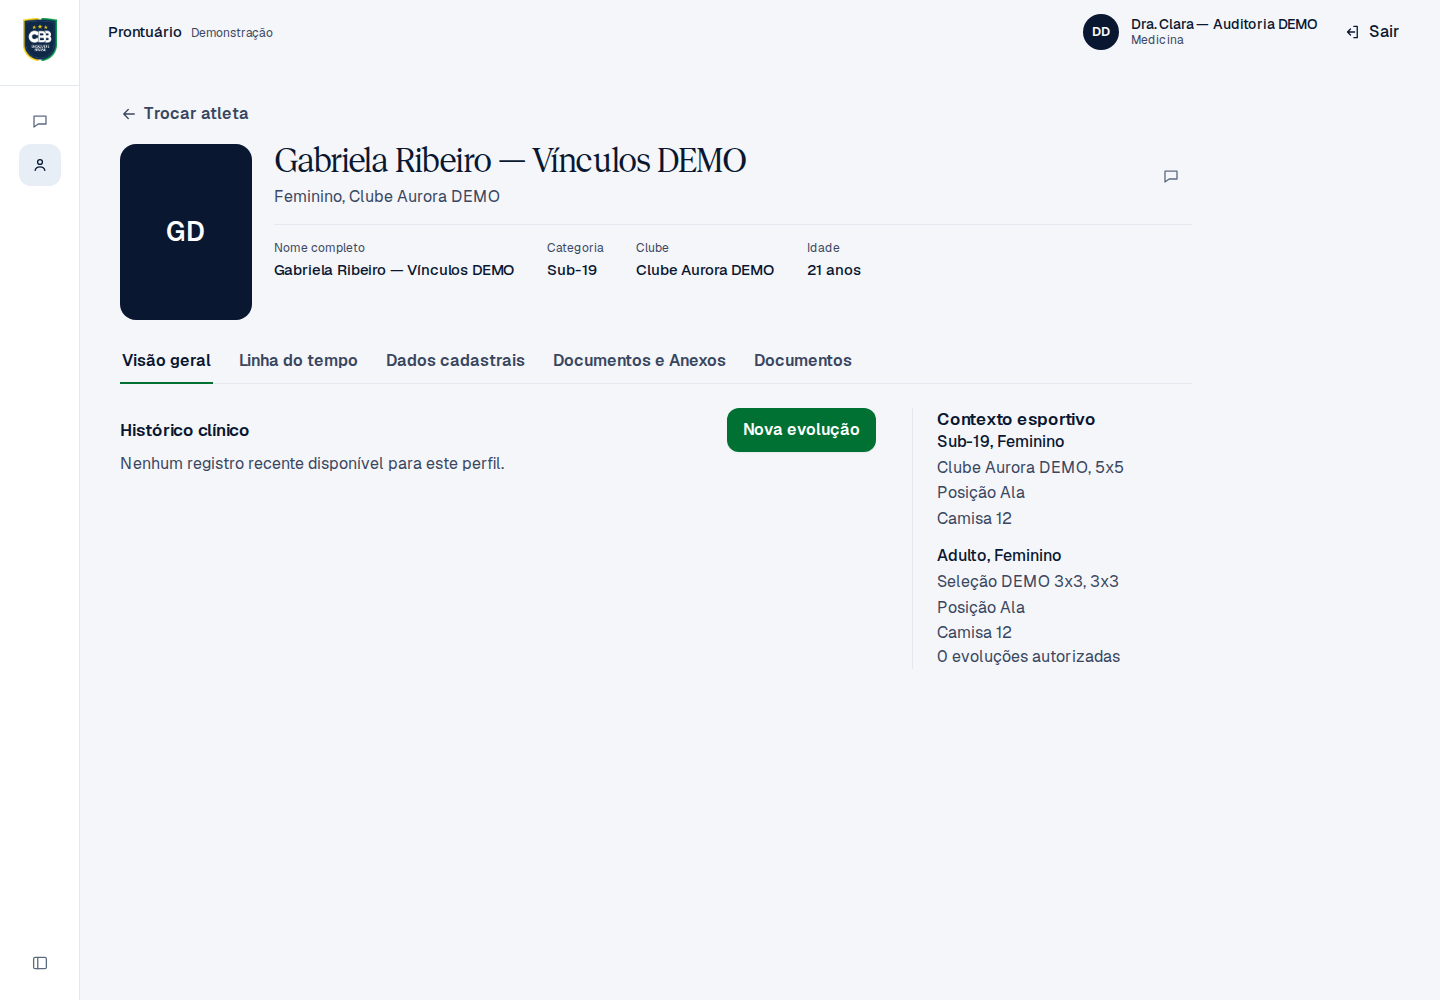 CBB
Prontuário Demonstração
DD
Dra. Clara — Auditoria DEMO
Medicina
Sair
Trocar atleta
GD
Gabriela Ribeiro — Vínculos DEMO
Feminino, Clube Aurora DEMO
Nome completo
Gabriela Ribeiro — Vínculos DEMO
Categoria
Sub-19
Clube
Clube Aurora DEMO
Idade
21 anos
Visão geral
Linha do tempo
Dados cadastrais
Documentos e Anexos
Documentos
Histórico clínico
Nova evolução
Nenhum registro recente disponível para este perfil.
Contexto esportivo
Sub-19, Feminino
Clube Aurora DEMO, 5x5
Posição Ala
Camisa 12
Adulto, Feminino
Seleção DEMO 3x3, 3x3
Posição Ala
Camisa 12
0 evoluções autorizadas